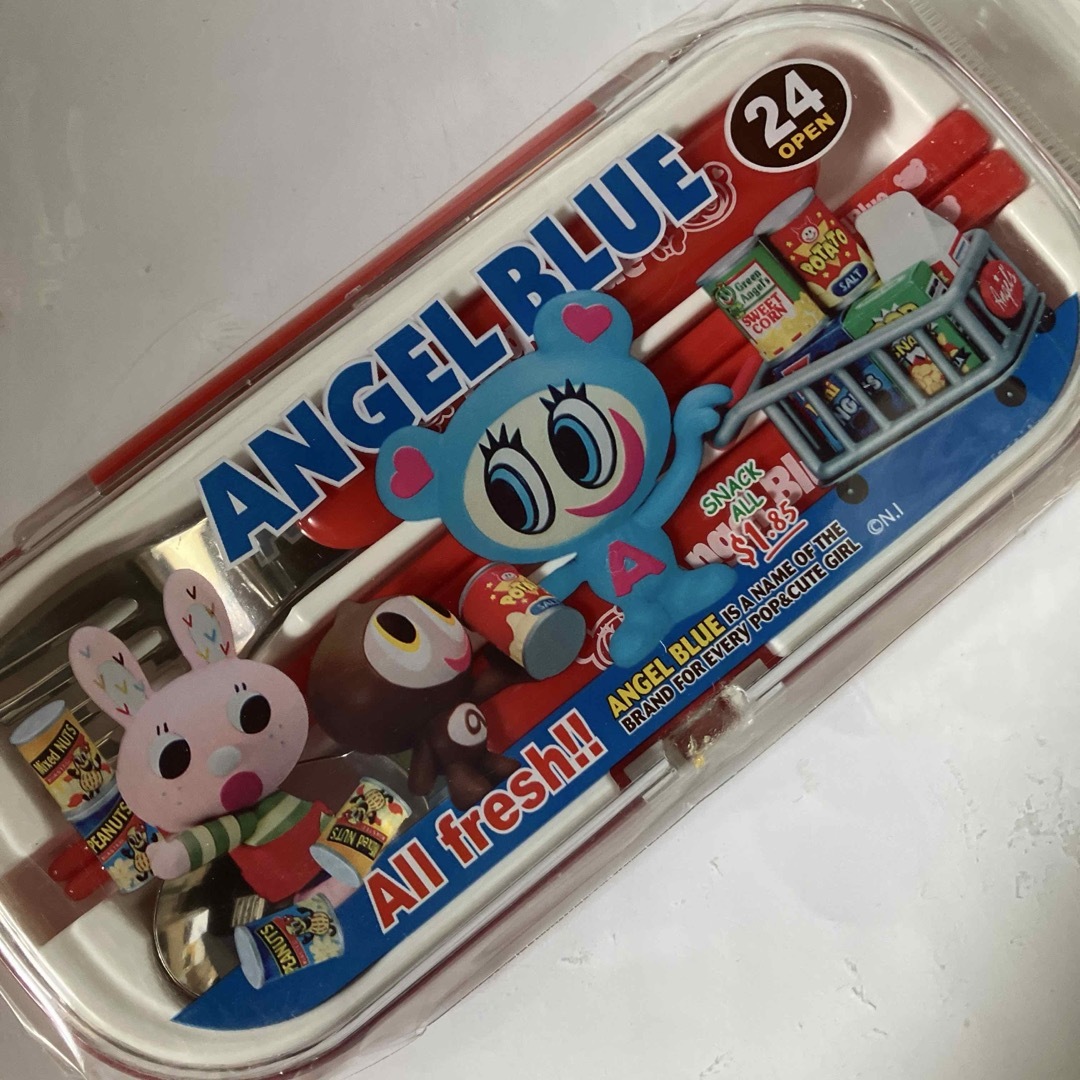 24
OPEN
ANGEL BLUE
POTATO
SALT
Green
Angel's
SWEET
CORN
SNACK
ALL
$1.85
©N.I
ANGEL BLUE IS A NAME OF THE
BRAND FOR EVERY POP&CUTE GIRL
All fresh!!
A
Mixed NUTS
PEANUTS
Mixed NUTS
PEANUTS